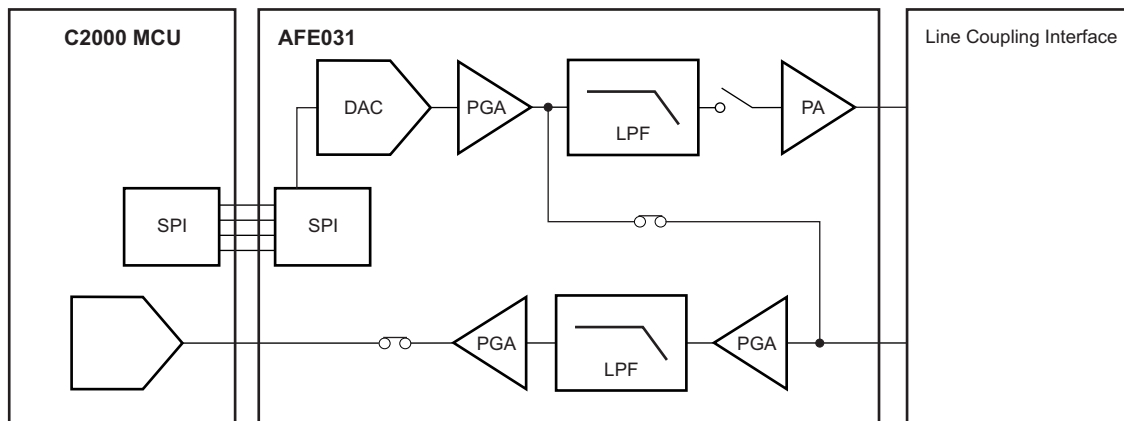 C2000 MCU
AFE031
Line Coupling Interface
DAC
PGA
LPF
PA
SPI
SPI
PGA
LPF
PGA